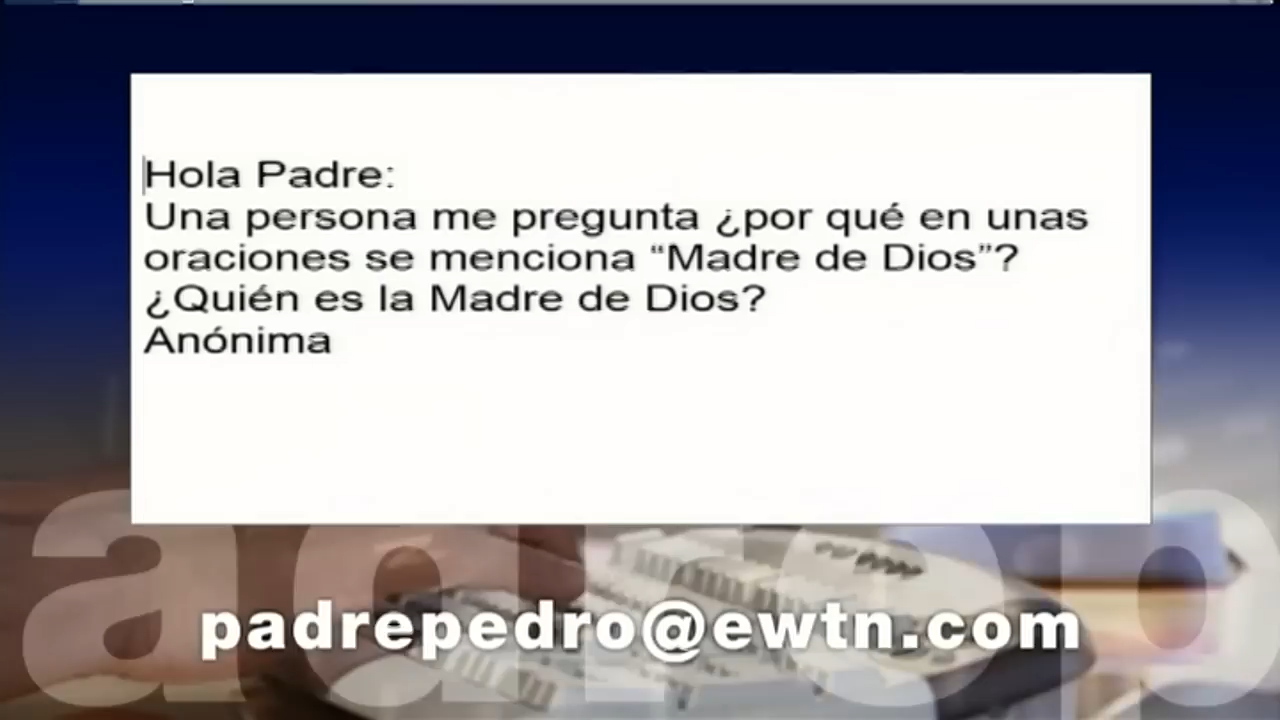 Hola Padre:
Una persona me pregunta ¿por qué en unas
oraciones se menciona “Madre de Dios”?
¿Quién es la Madre de Dios?
Anónima
adrep
padrepedro@ewtn.com